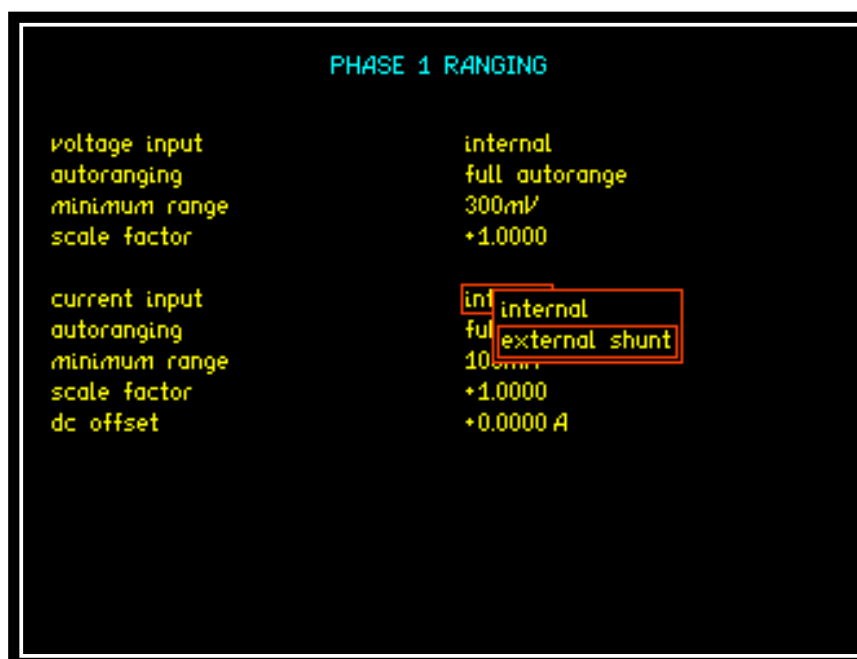 PHASE 1 RANGING
voltage input internal
autoranging full autorange
minimum range 300mV
scale factor +1.0000
current input
internal
external shunt
autoranging
minimum range
scale factor +1.0000
dc offset +0.0000 A